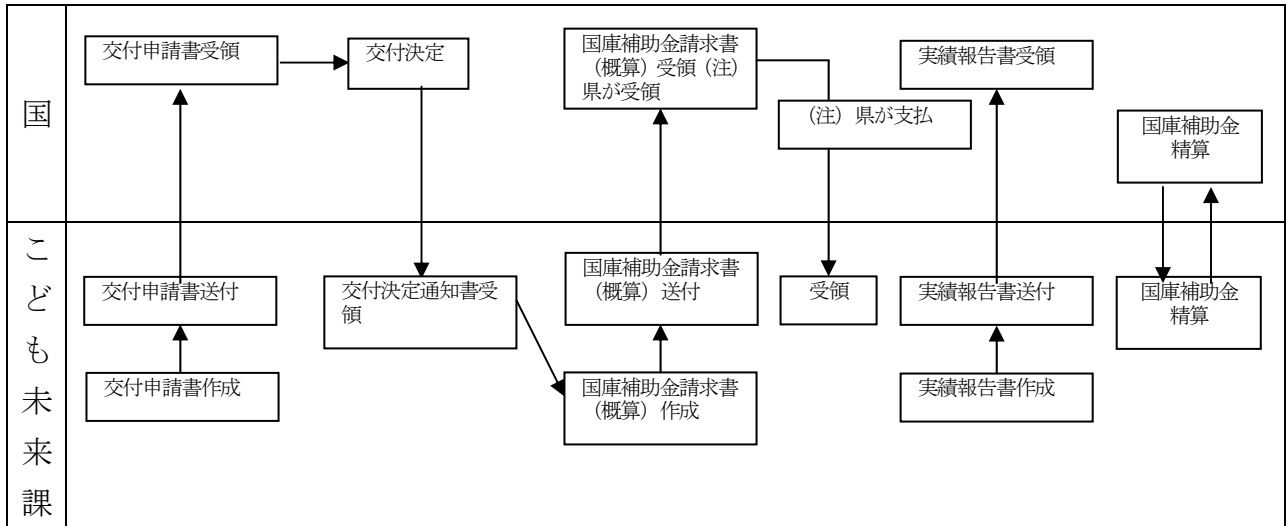 国
交付申請書受領
交付決定
国庫補助金請求書
（概算）受領（注）
県が受領
（注）県が支払
実績報告書受領
国庫補助金
精算
こども未来課
交付申請書送付
交付決定通知書受
領
国庫補助金請求書
（概算）送付
受領
実績報告書送付
国庫補助金
精算
交付申請書作成
国庫補助金請求書
（概算）作成
実績報告書作成